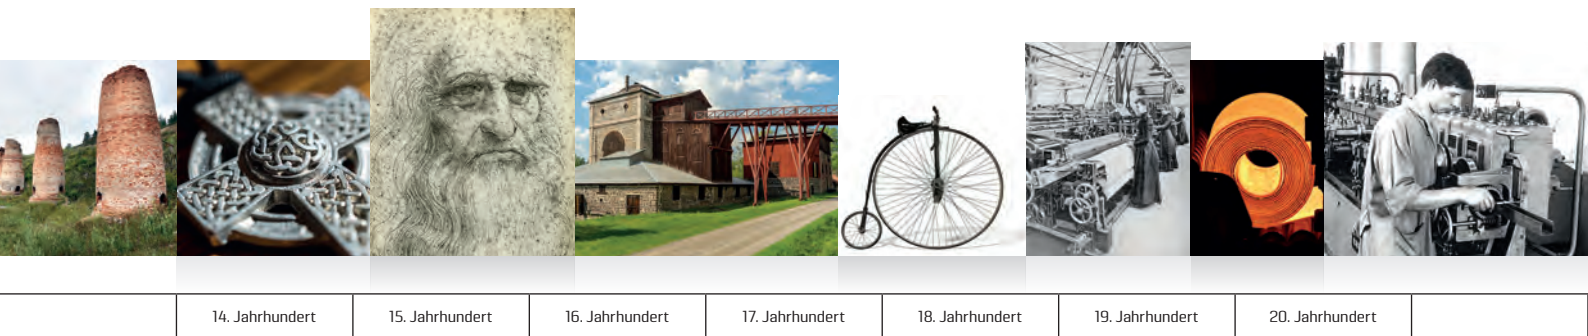 14. Jahrhundert
15. Jahrhundert
16. Jahrhundert
17. Jahrhundert
18. Jahrhundert
19. Jahrhundert
20. Jahrhundert